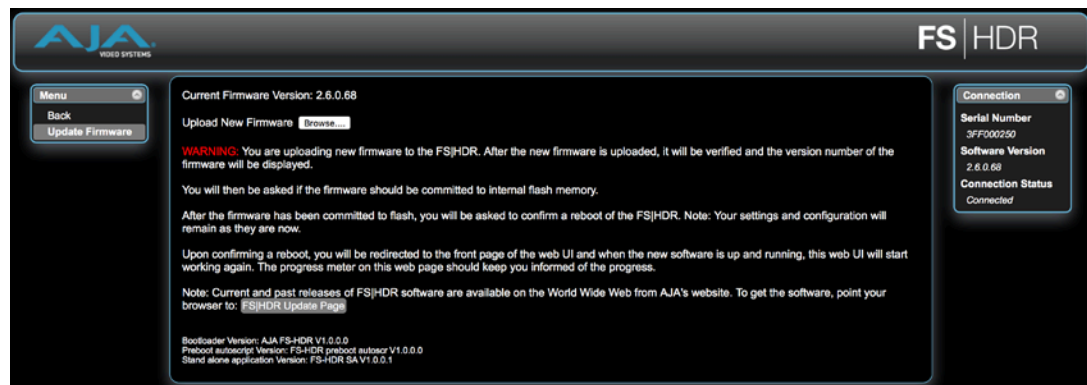 AJA
VIDEO SYSTEMS
FS|HDR
Menu
Back
Update Firmware
Current Firmware Version: 2.6.0.68
Upload New Firmware Browse....
WARNING: You are uploading new firmware to the FS|HDR. After the new firmware is uploaded, it will be verified and the version number of the
firmware will be displayed.
You will then be asked if the firmware should be committed to internal flash memory.
After the firmware has been committed to flash, you will be asked to confirm a reboot of the FS|HDR. Note: Your settings and configuration will
remain as they are now.
Upon confirming a reboot, you will be redirected to the front page of the web UI and when the new software is up and running, this web UI will start
working again. The progress meter on this web page should keep you informed of the progress.
Note: Current and past releases of FS|HDR software are available on the World Wide Web from AJA's website. To get the software, point your
browser to: FS|HDR Update Page
Bootloader Version: AJA FS-HDR V1.0.0.0
Preboot autoscript Version: FS-HDR preboot autoscr V1.0.0.0
Stand alone application Version: FS-HDR SA V1.0.0.1
Connection
Serial Number
3FF000250
Software Version
2.6.0.68
Connection Status
Connected